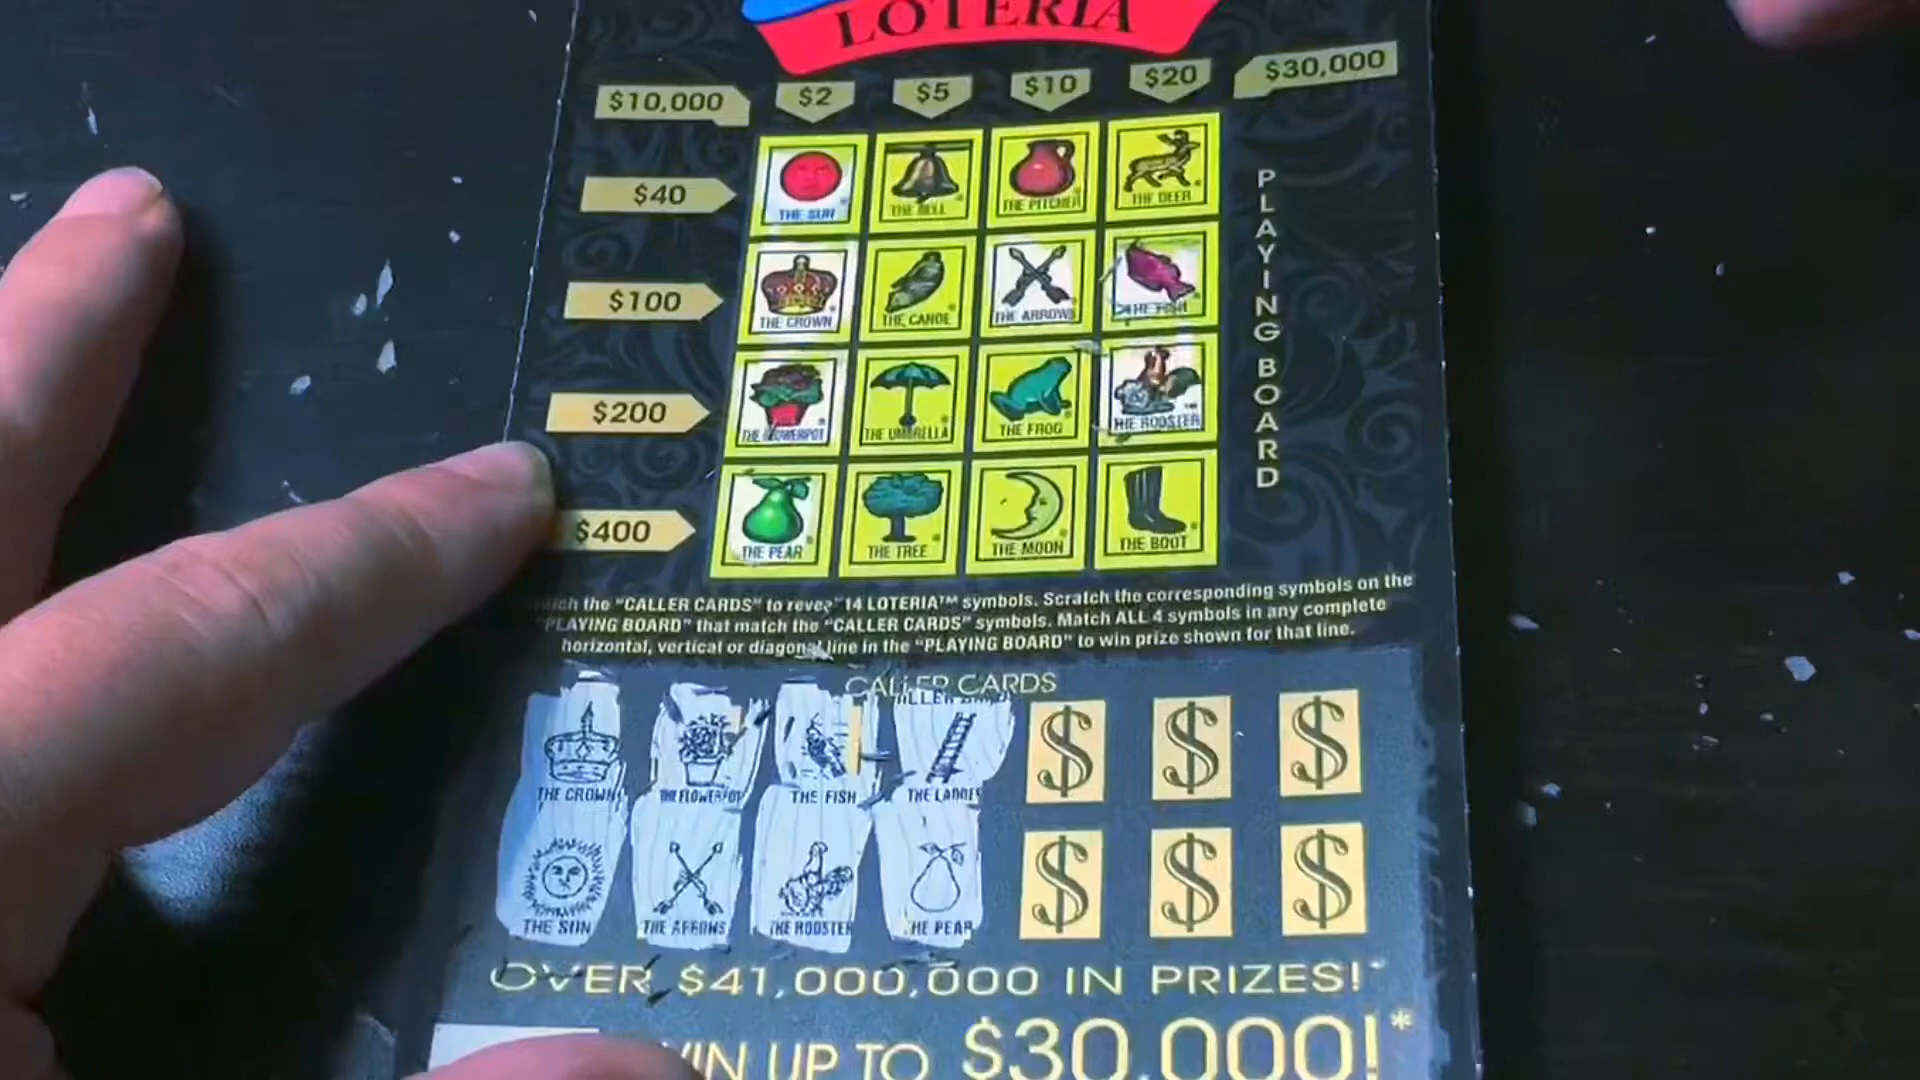 LOTERIA
$10,000 $2 $5 $10 $20 $30,000
$40
$100
$200
$400
THE SUN THE BELL THE PITCHER THE DEER
THE CROWN THE CANOE THE ARROWS THE FISH
THE FLOWERPOT THE UMBRELLA THE FROG THE ROOSTER
THE PEAR THE TREE THE MOON THE BOOT
PLAYING BOARD
the "CALLER CARDS" to 14 LOTERIA™ symbols. Scratch the corresponding symbols on the
"PLAYING BOARD" that match the "CALLER CARDS" symbols. Match ALL 4 symbols in any complete
horizontal, vertical or diagonal line in the "PLAYING BOARD" to win prize shown for that line.
CALLER CARDS
THE CROWN THE FLOWERPOT THE FISH THE LADDER $ $ $
THE SUN THE ARROWS THE ROOSTER HE PEAR $ $ $
OVER $41,000,000 IN PRIZES!*
IN UP TO $30,000!*